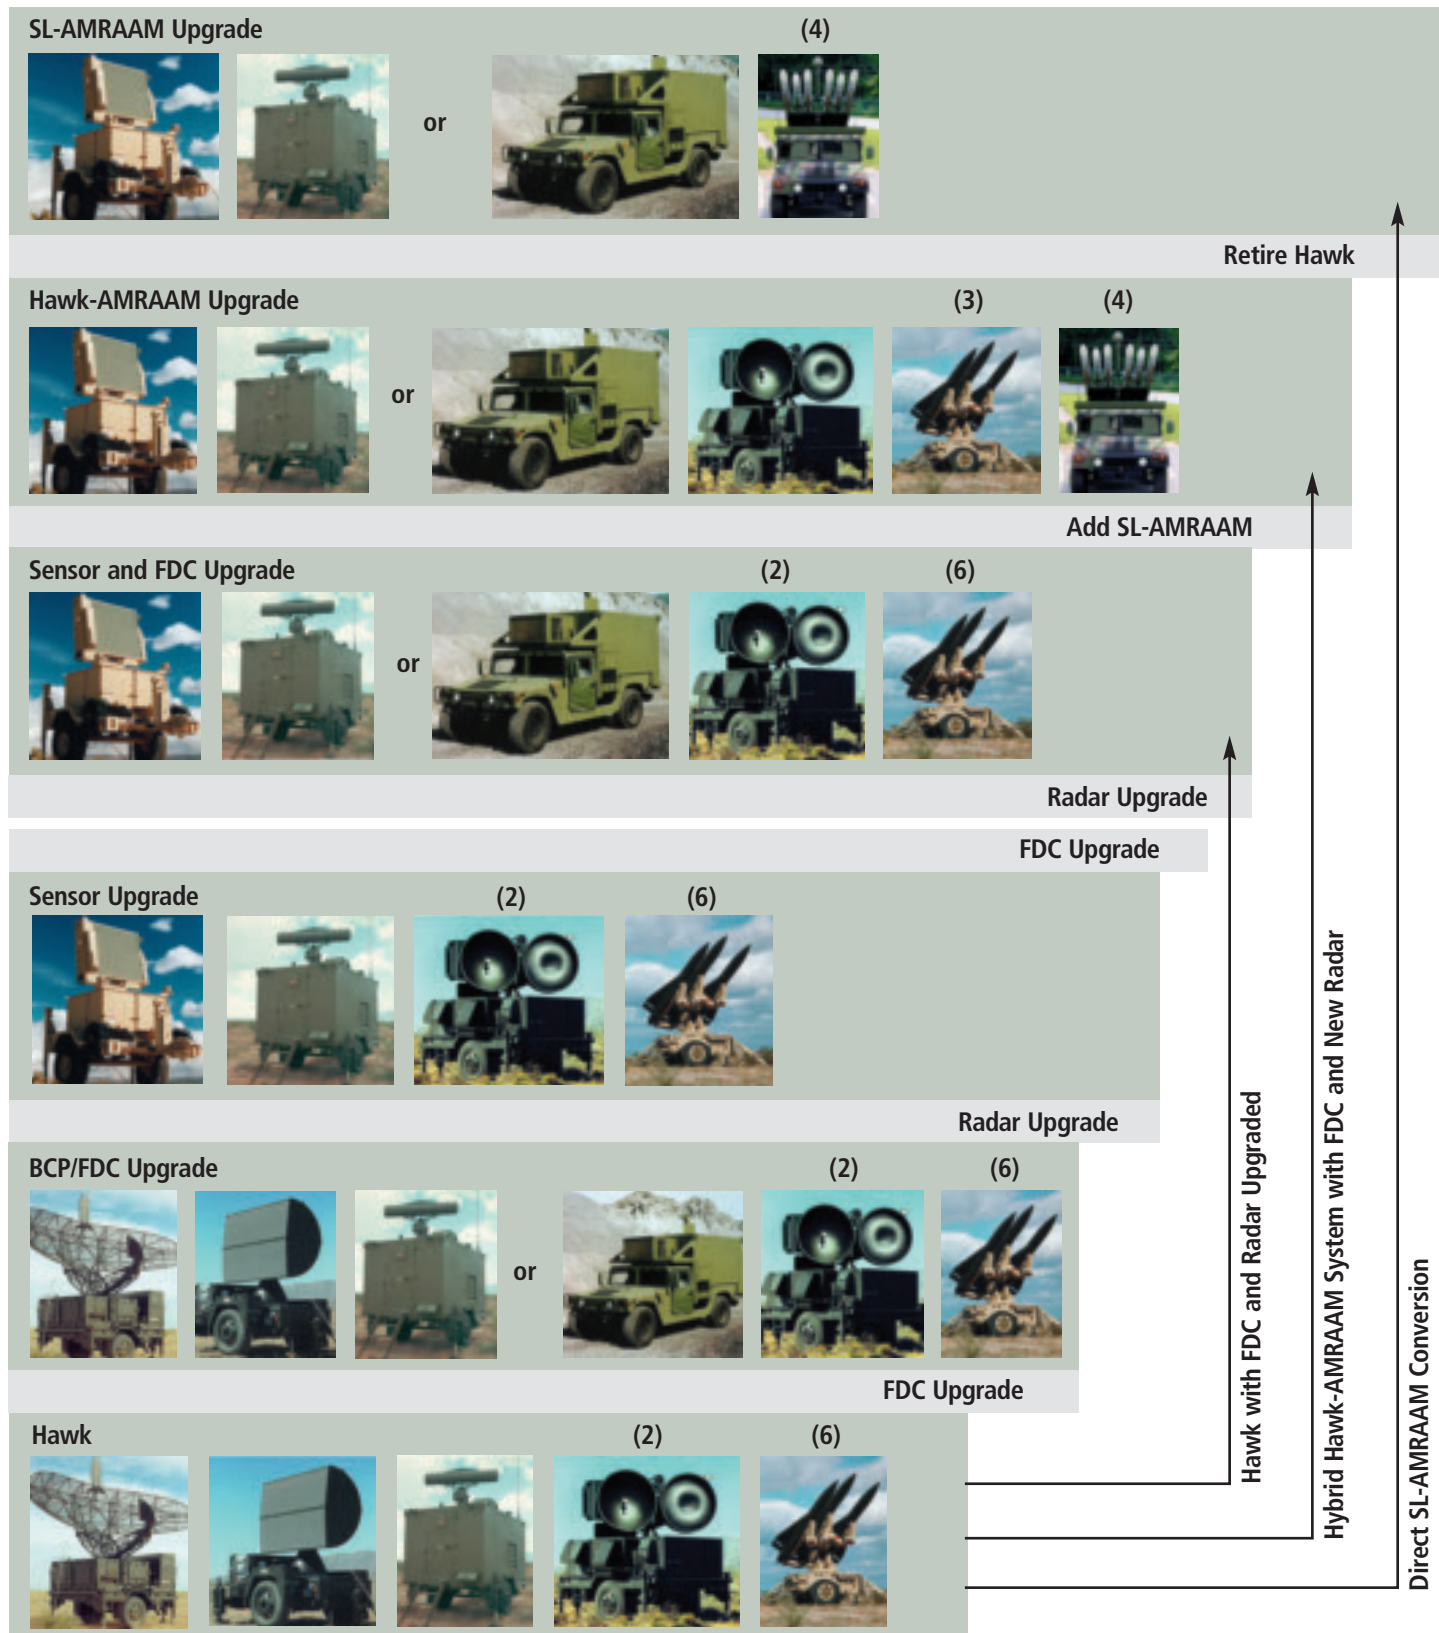 SL-AMRAAM Upgrade
(4)
or
Retire Hawk
Hawk-AMRAAM Upgrade
(3)
(4)
or
Add SL-AMRAAM
Sensor and FDC Upgrade
(2)
(6)
or
Radar Upgrade
FDC Upgrade
Sensor Upgrade
(2)
(6)
Radar Upgrade
BCP/FDC Upgrade
(2)
(6)
or
FDC Upgrade
Hawk
(2)
(6)
Hawk with FDC and Radar Upgraded
Hybrid Hawk-AMRAAM System with FDC and New Radar
Direct SL-AMRAAM Conversion